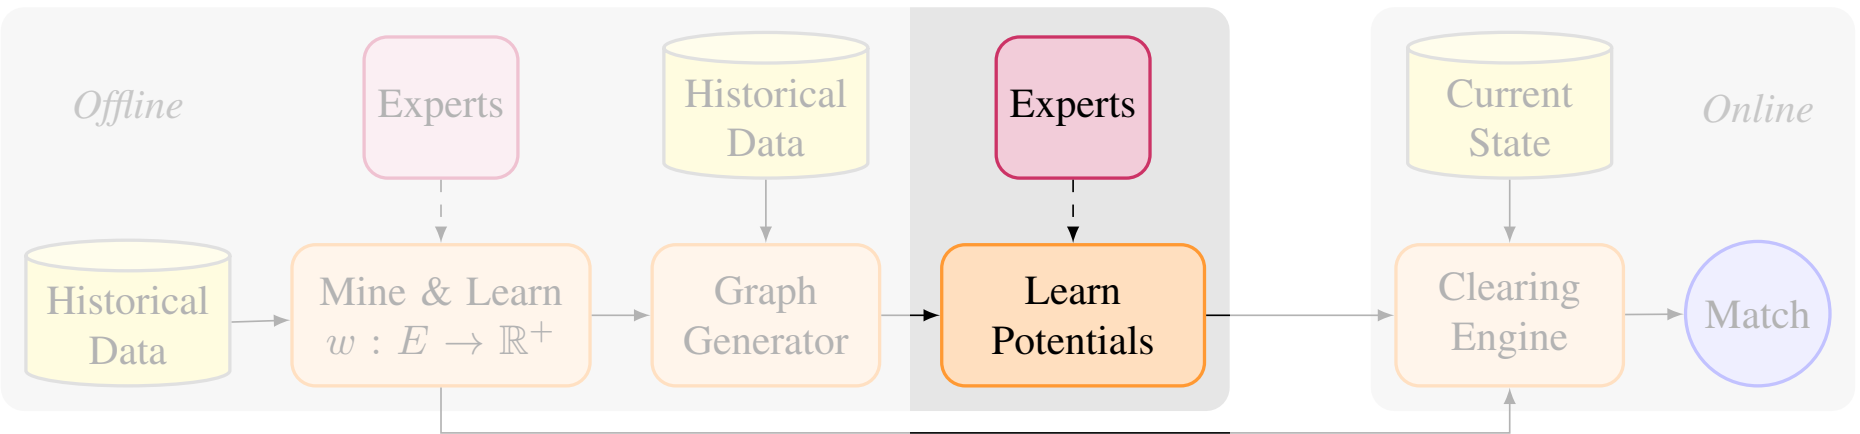 Offline
Experts
Historical
Data
Experts
Current
State
Online
Historical
Data
Mine & Learn
w : E → ℝ⁺
Graph
Generator
Learn
Potentials
Clearing
Engine
Match